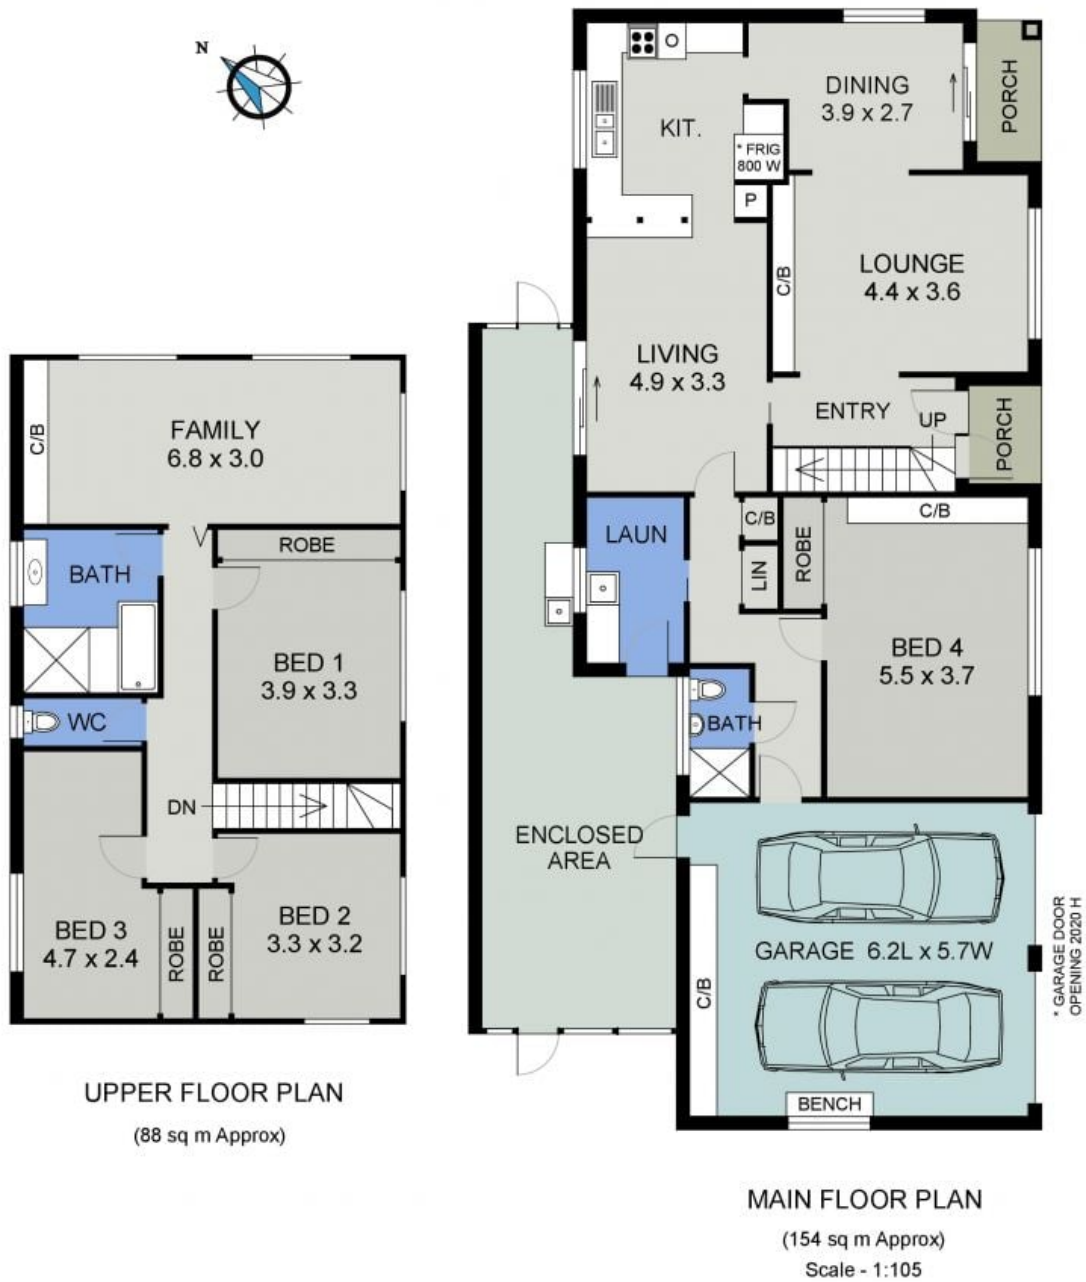 N
DINING
3.9 x 2.7
PORCH
KIT.
* FRIG
800 W
P
C/B
LOUNGE
4.4 x 3.6
LIVING
4.9 x 3.3
ENTRY
UP
PORCH
C/B
LAUN
C/B
LIN
ROBE
BED 4
5.5 x 3.7
BATH
ENCLOSED
AREA
GARAGE 6.2L x 5.7W
C/B
BENCH
* GARAGE DOOR
OPENING 2020 H
MAIN FLOOR PLAN
(154 sq m Approx)
Scale - 1:105
C/B
FAMILY
6.8 x 3.0
BATH
ROBE
BED 1
3.9 x 3.3
WC
DN
BED 3
4.7 x 2.4
ROBE
ROBE
BED 2
3.3 x 3.2
UPPER FLOOR PLAN
(88 sq m Approx)